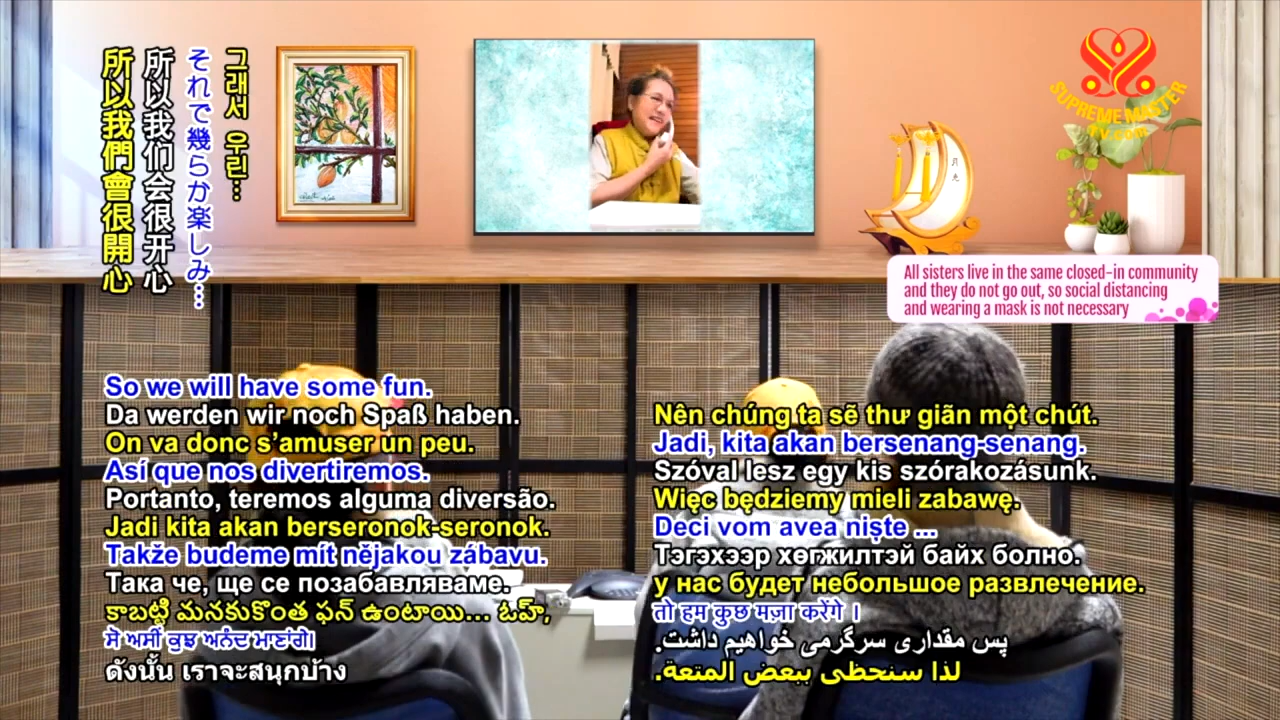 所以我們會很開心
所以我们会很开心
それで幾らか楽しみ…
그래서 우린…
SUPREME MASTER
TV.com
月光
All sisters live in the same closed-in community
and they do not go out, so social distancing
and wearing a mask is not necessary
So we will have some fun.
Da werden wir noch Spaß haben.
On va donc s’amuser un peu.
Así que nos divertiremos.
Portanto, teremos alguma diversão.
Jadi kita akan berseronok-seronok.
Takže budeme mít nějakou zábavu.
Така че, ще се позабавляваме.
కాబట్టి మనకుకొంత ఫన్ ఉంటాయి... ఓహ్,
ਸੋ ਅਸੀਂ ਕੁਝ ਅਨੰਦ ਮਾਣਾਂਗੇ।
ดังนั้น เราจะสนุกบ้าง
Nên chúng ta sẽ thư giãn một chút.
Jadi, kita akan bersenang-senang.
Szóval lesz egy kis szórakozásunk.
Więc będziemy mieli zabawę.
Deci vom avea niște ...
Тэгэхээр хөгжилтэй байх болно.
у нас будет небольшое развлечение.
तो हम कुछ मज़ा करेंगे ।
پس مقداری سرگرمی خواهیم داشت.
لذا سنحظى ببعض المتعة.